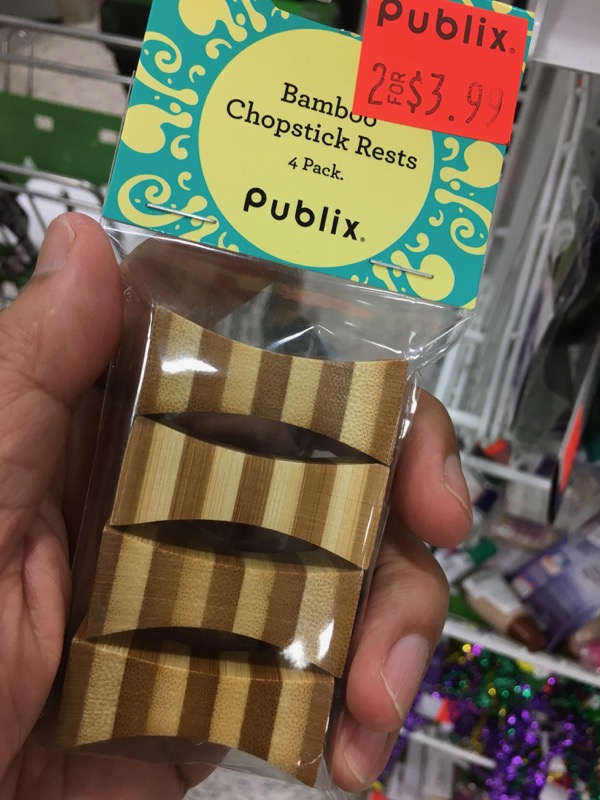 Publix.
2 FOR $3.99
Bamboo
Chopstick Rests
4 Pack.
Publix.